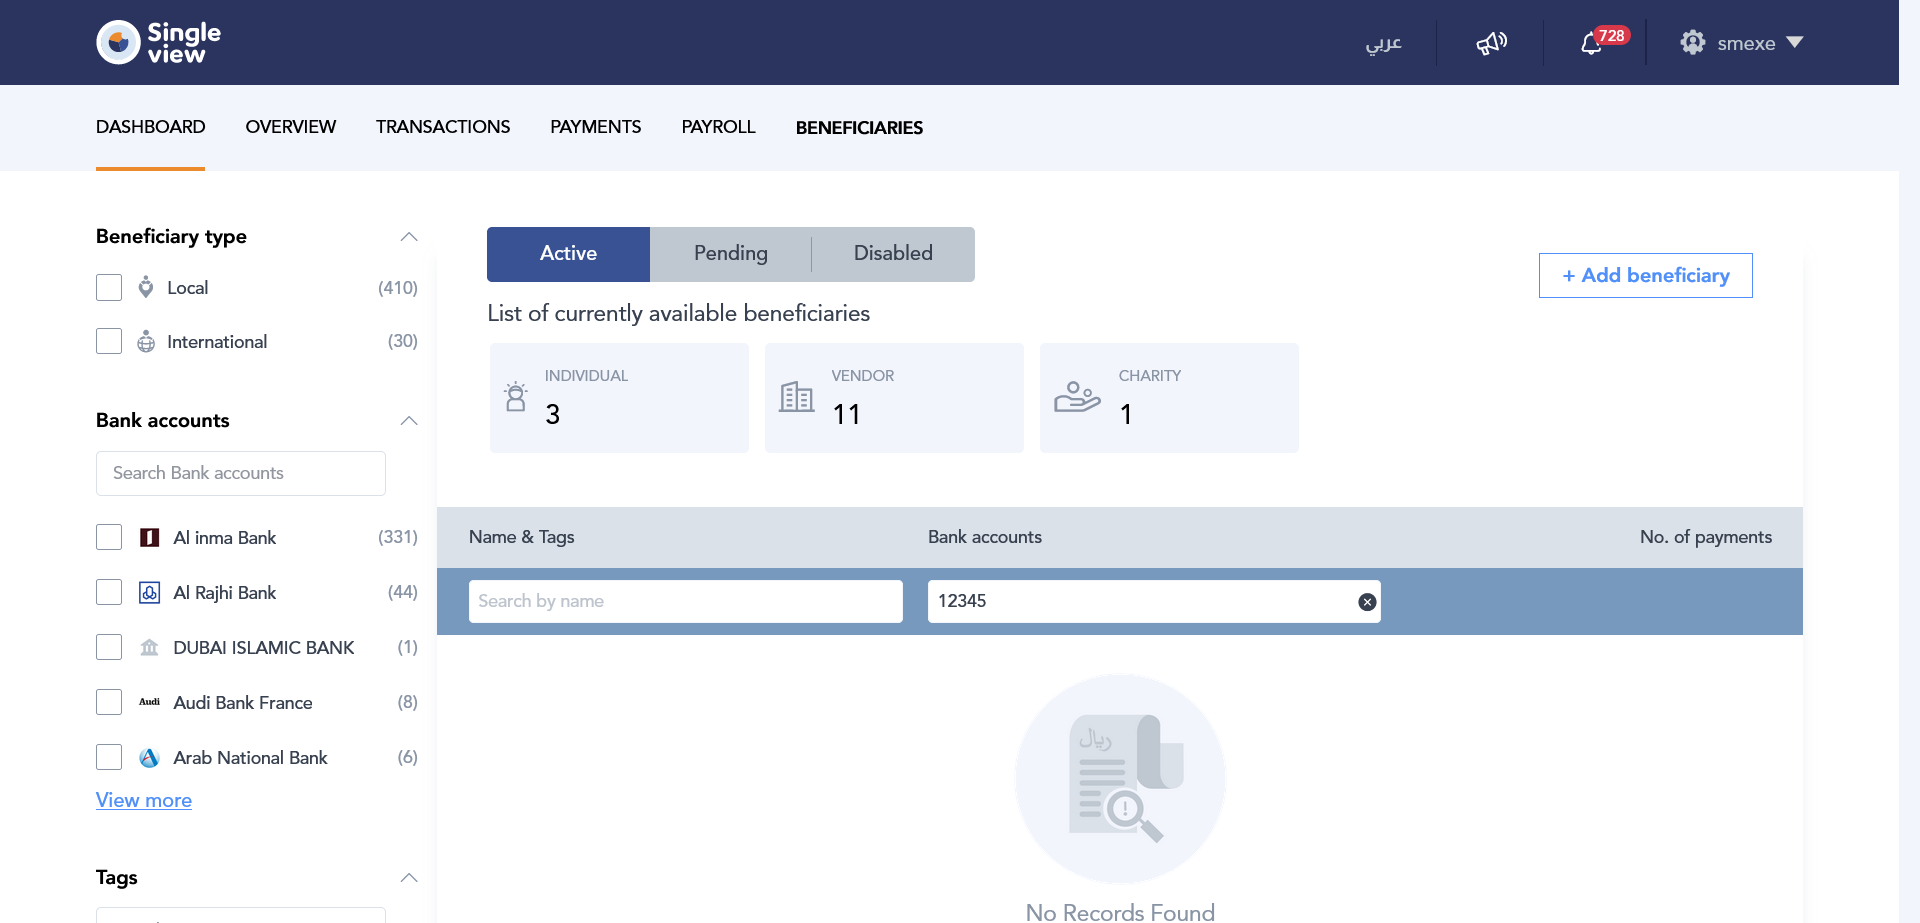 Single
view
عربي
728
smexe
DASHBOARD
OVERVIEW
TRANSACTIONS
PAYMENTS
PAYROLL
BENEFICIARIES
Beneficiary type
Local
(410)
International
(30)
Bank accounts
Search Bank accounts
Al inma Bank
(331)
Al Rajhi Bank
(44)
DUBAI ISLAMIC BANK
(1)
Audi
Audi Bank France
(8)
Arab National Bank
(6)
View more
Tags
Active
Pending
Disabled
+ Add beneficiary
List of currently available beneficiaries
INDIVIDUAL
3
VENDOR
11
CHARITY
1
Name & Tags
Bank accounts
No. of payments
Search by name
12345
ريال
No Records Found